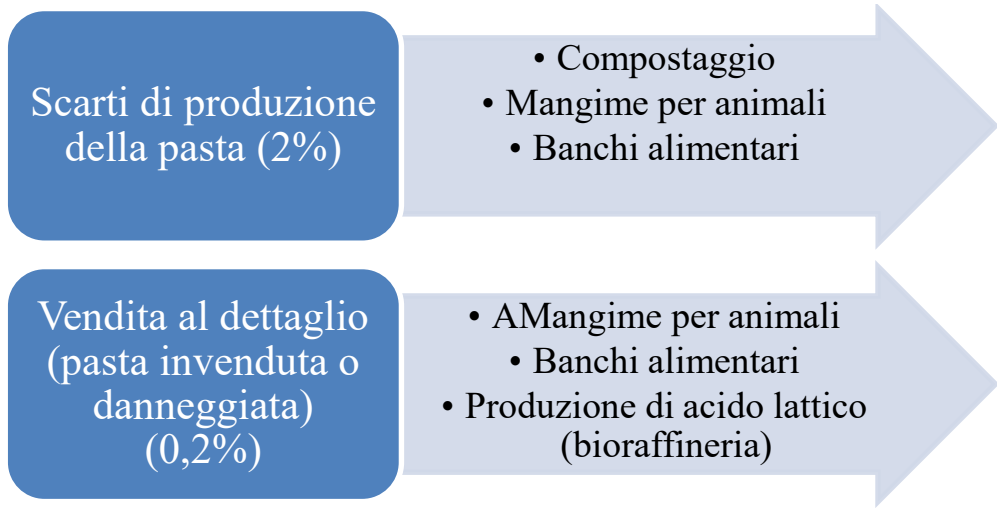 Scarti di produzione
della pasta (2%)
• Compostaggio
• Mangime per animali
• Banchi alimentari
Vendita al dettaglio
(pasta invenduta o
danneggiata)
(0,2%)
• AMangime per animali
• Banchi alimentari
• Produzione di acido lattico
(bioraffineria)